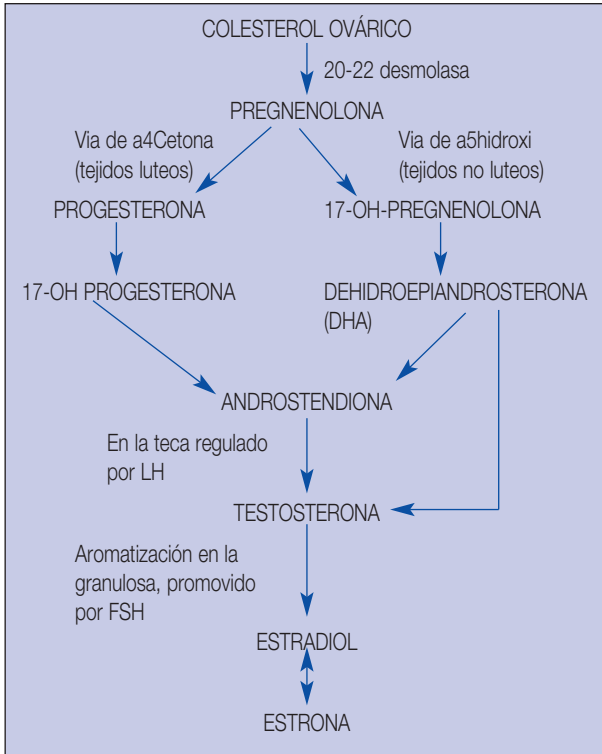 COLESTEROL OVÁRICO
20-22 desmolasa
PREGNENOLONA
Via de a4Cetona
(tejidos luteos)
Via de a5hidroxi
(tejidos no luteos)
PROGESTERONA
17-OH-PREGNENOLONA
17-OH PROGESTERONA
DEHIDROEPIANDROSTERONA
(DHA)
ANDROSTENDIONA
En la teca regulado
por LH
TESTOSTERONA
Aromatización en la
granulosa, promovido
por FSH
ESTRADIOL
ESTRONA